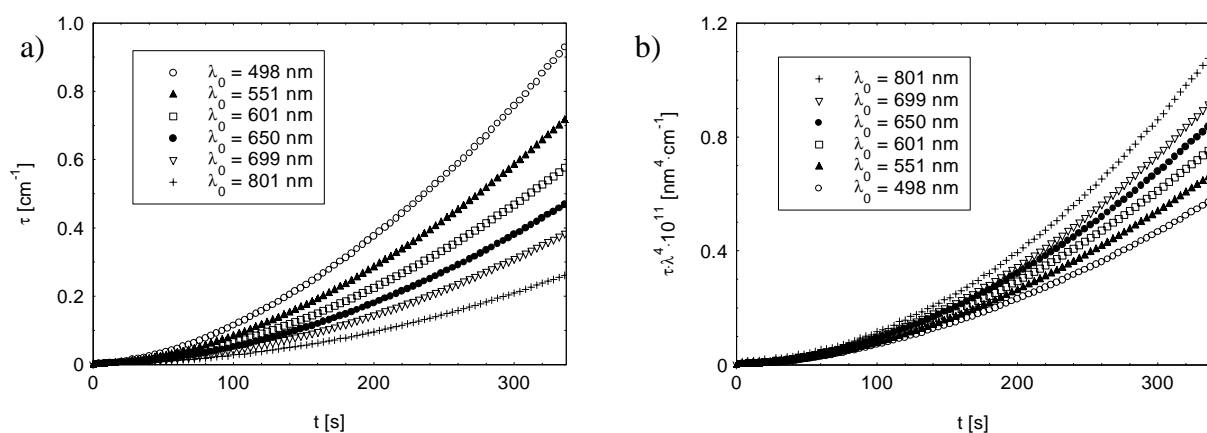 a)
1.0
0.8
0.6
0.4
0.2
0
τ [cm⁻¹]
○ λ₀ = 498 nm
▲ λ₀ = 551 nm
□ λ₀ = 601 nm
● λ₀ = 650 nm
▽ λ₀ = 699 nm
+ λ₀ = 801 nm
0 100 200 300
t [s]
b)
1.2
0.8
0.4
0
τ·λ⁴·10¹¹ [nm⁴·cm⁻¹]
+ λ₀ = 801 nm
▽ λ₀ = 699 nm
● λ₀ = 650 nm
□ λ₀ = 601 nm
▲ λ₀ = 551 nm
○ λ₀ = 498 nm
0 100 200 300
t [s]